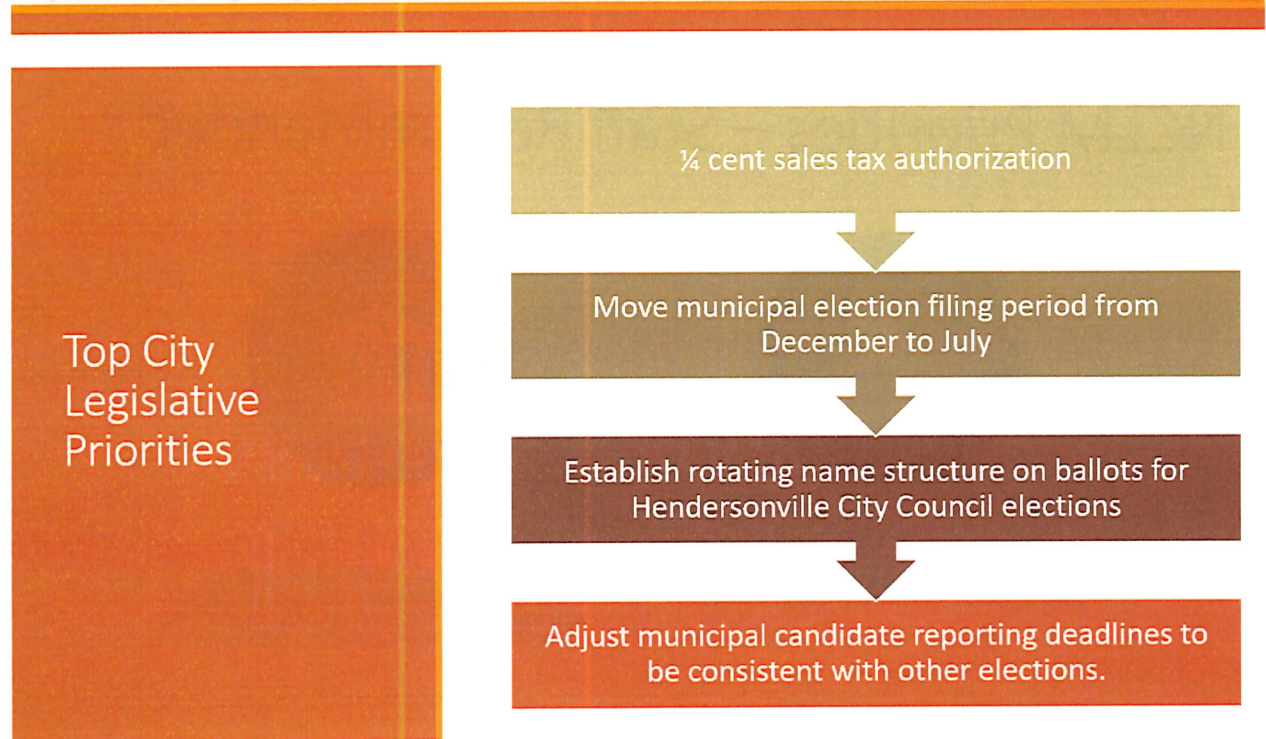 Top City
Legislative
Priorities
¼ cent sales tax authorization
Move municipal election filing period from
December to July
Establish rotating name structure on ballots for
Hendersonville City Council elections
Adjust municipal candidate reporting deadlines to
be consistent with other elections.